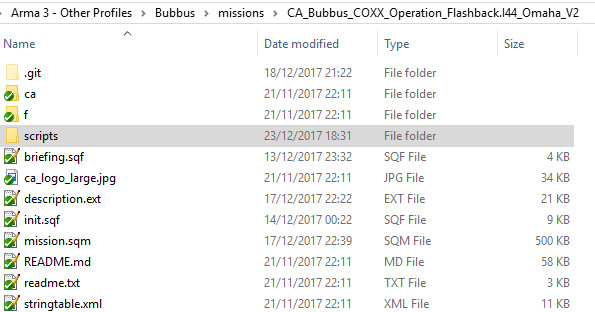 Arma 3 - Other Profiles > Bubbus > missions > CA_Bubbus_COXX_Operation_Flashback.I44_Omaha_V2
Name Date modified Type Size
.git 18/12/2017 21:22 File folder
ca 21/11/2017 22:11 File folder
f 21/11/2017 22:11 File folder
scripts 23/12/2017 18:31 File folder
briefing.sqf 13/12/2017 23:32 SQF File 4 KB
ca_logo_large.jpg 21/11/2017 22:11 JPG File 34 KB
description.ext 17/12/2017 22:22 EXT File 21 KB
init.sqf 14/12/2017 00:22 SQF File 9 KB
mission.sqm 17/12/2017 22:39 SQM File 500 KB
README.md 21/11/2017 22:11 MD File 58 KB
readme.txt 21/11/2017 22:11 TXT File 3 KB
stringtable.xml 21/11/2017 22:11 XML File 11 KB